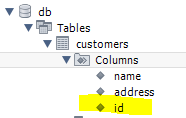 db
Tables
customers
Columns
name
address
id